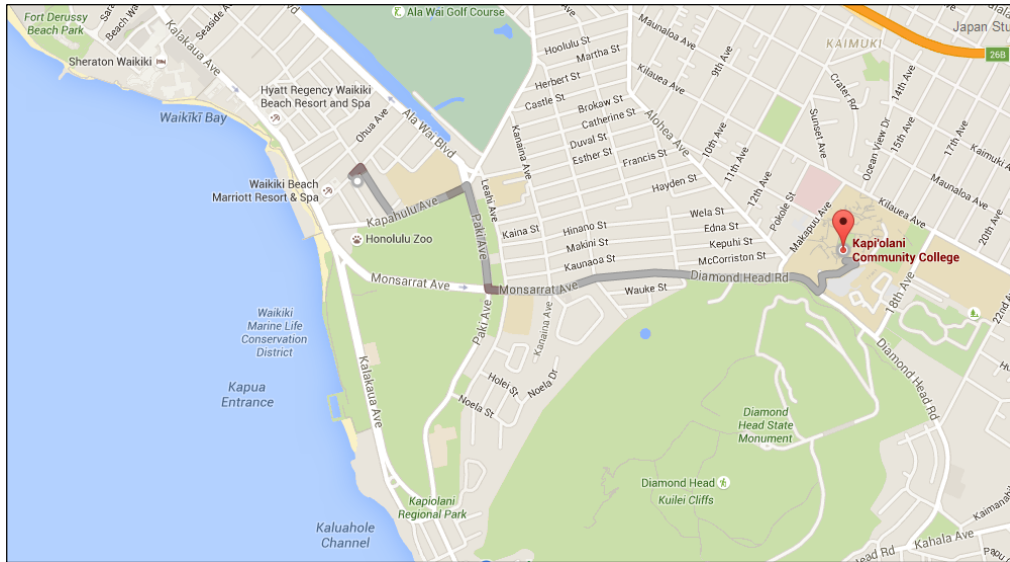 Fort Derussy
Beach Park
Seaside Ave
Beach Wa
Kalakaua Ave
Sheraton Waikiki
Hyatt Regency Waikiki
Beach Resort and Spa
Waikīkī Bay
Ohua Ave
Ala Wai Blvd
Ala Wai Golf Course
Waikiki Beach
Marriott Resort & Spa
Kapahulu Ave
Leahi Ave
Honolulu Zoo
Paki Ave
Monsarrat Ave
Waikiki
Marine Life
Conservation
District
Kapua
Entrance
Kalakaua Ave
Paki Ave
Kapiolani
Regional Park
Kaluahole
Channel
Hoolulu St
Martha St
Herbert St
Castle St
Kanaina Ave
Brokaw St
Catherine St
Duval St
Esther St
Francis St
Hayden St
Kaina St
Hinano St
Makini St
Kaunaoa St
Wela St
Edna St
Kepuhi St
McCorriston St
Monsarrat Ave
Diamond Head Rd
Wauke St
Kanaina Ave
Holei St
Noela Dr
Noela St
Maunaloa Ave
Kilauea Ave
Alohea Ave
9th Ave
10th Ave
11th Ave
12th Ave
Pokole St
Makapuu Ave
KAIMUKI
Crater Rd
Sunset Ave
Ocean View Dr
14th Ave
15th Ave
17th Ave
Japan Stu
26B
Kaimuki Av
Maunaloa Ave
Kilauea Ave
20th Ave
Kapi'olani
Community College
18th Ave
22nd Av
Diamond Head Rd
Diamond
Head State
Monument
Diamond Head
Kuilei Cliffs
Kaimanahil
Kahala Ave
Head Rd
Papu C